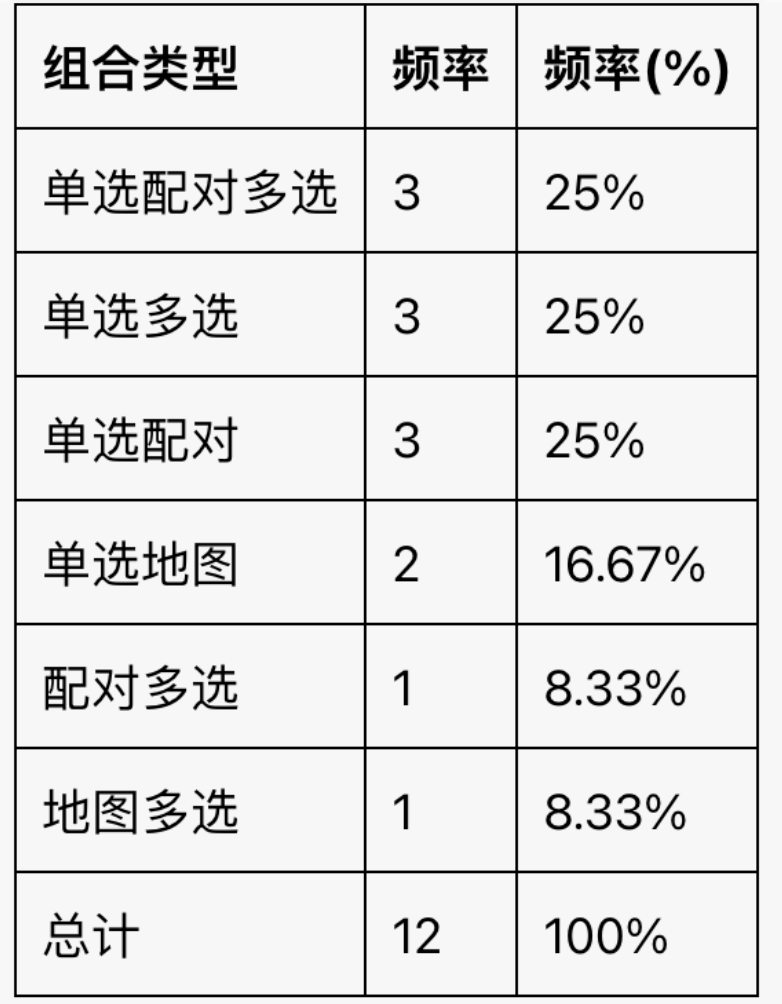 组合类型 频率 频率(%)
单选配对多选 3 25%
单选多选 3 25%
单选配对 3 25%
单选地图 2 16.67%
配对多选 1 8.33%
地图多选 1 8.33%
总计 12 100%